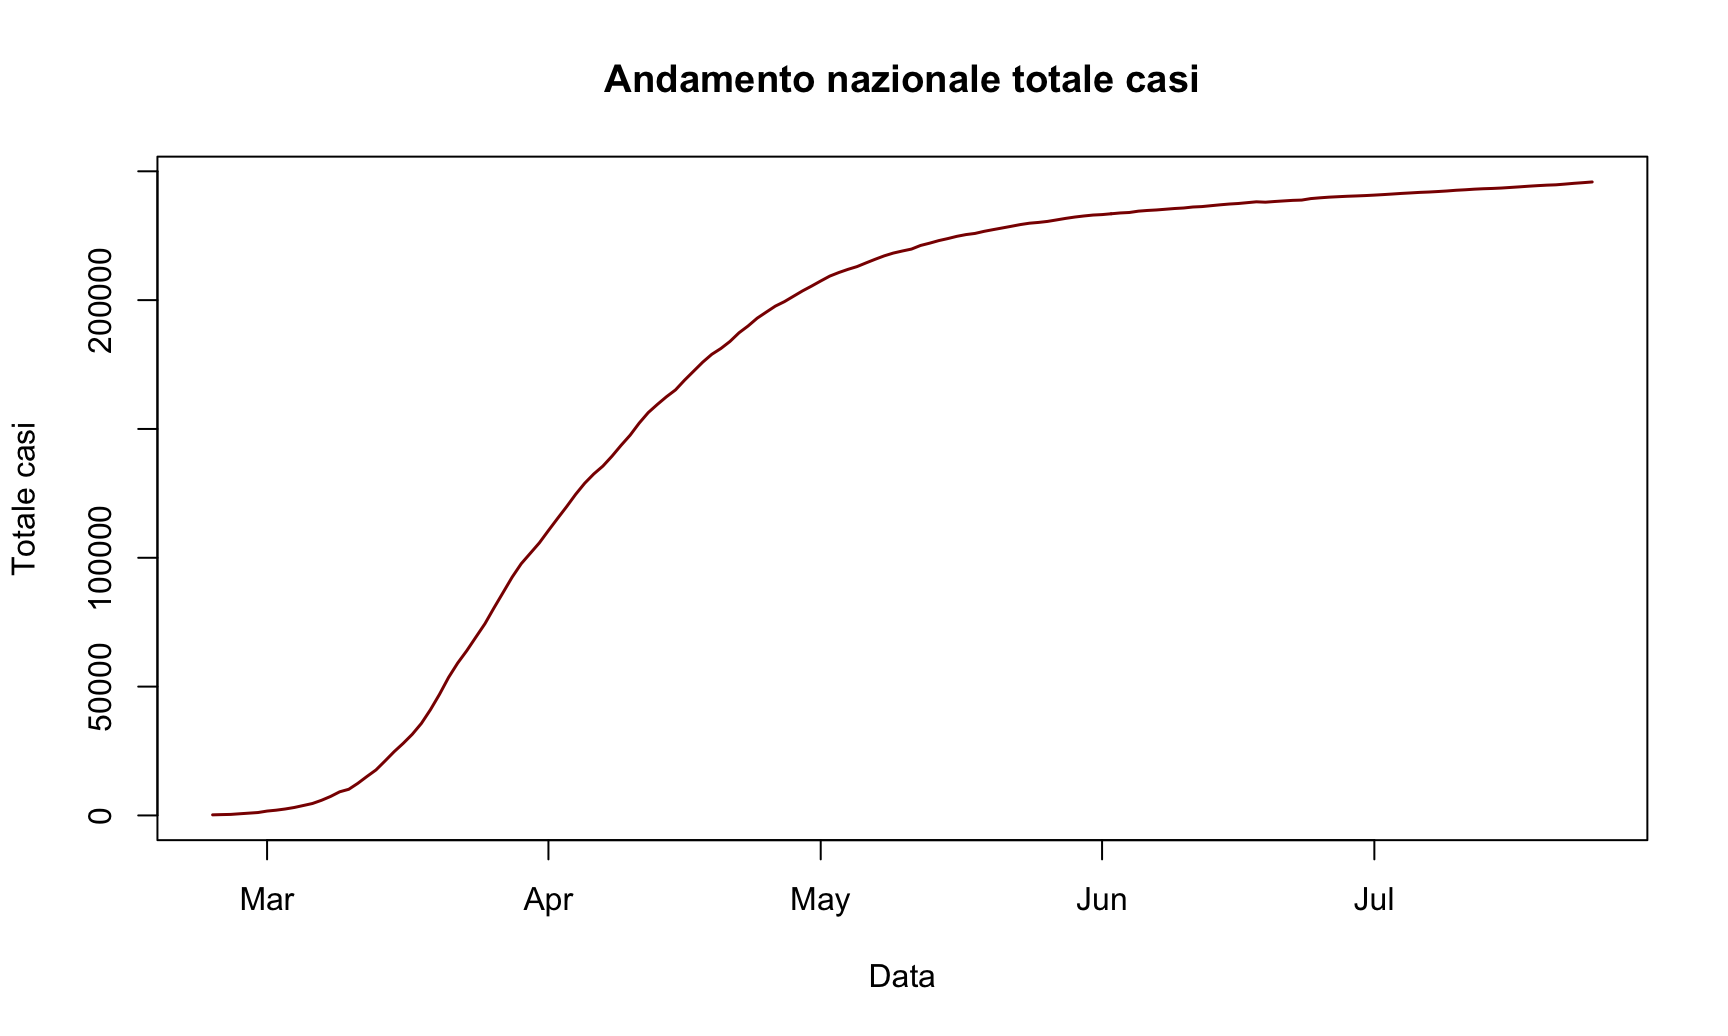 Andamento nazionale totale casi
Totale casi
200000
100000
50000
0
Mar Apr May Jun Jul
Data